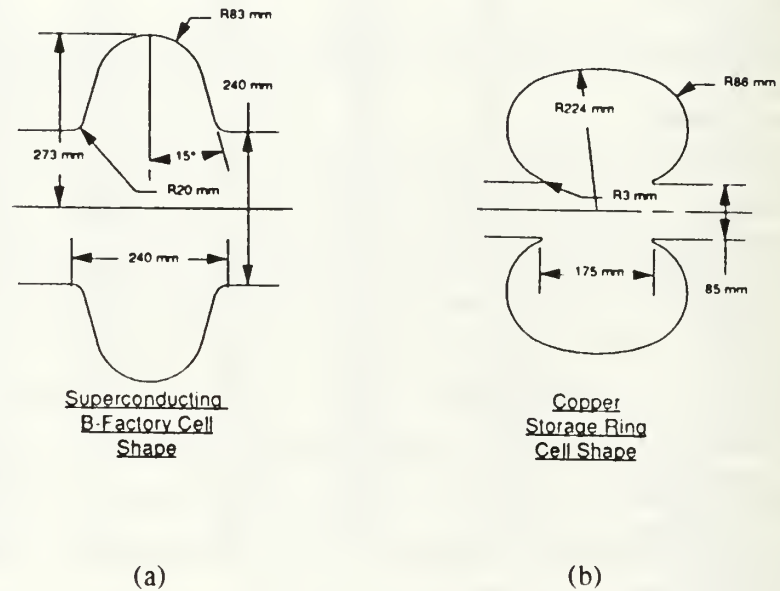 R83 mm
240 mm
273 mm
15°
R20 mm
240 mm
Superconducting
B-Factory Cell
Shape
(a)
R86 mm
R224 mm
R3 mm
175 mm
85 mm
Copper
Storage Ring
Cell Shape
(b)